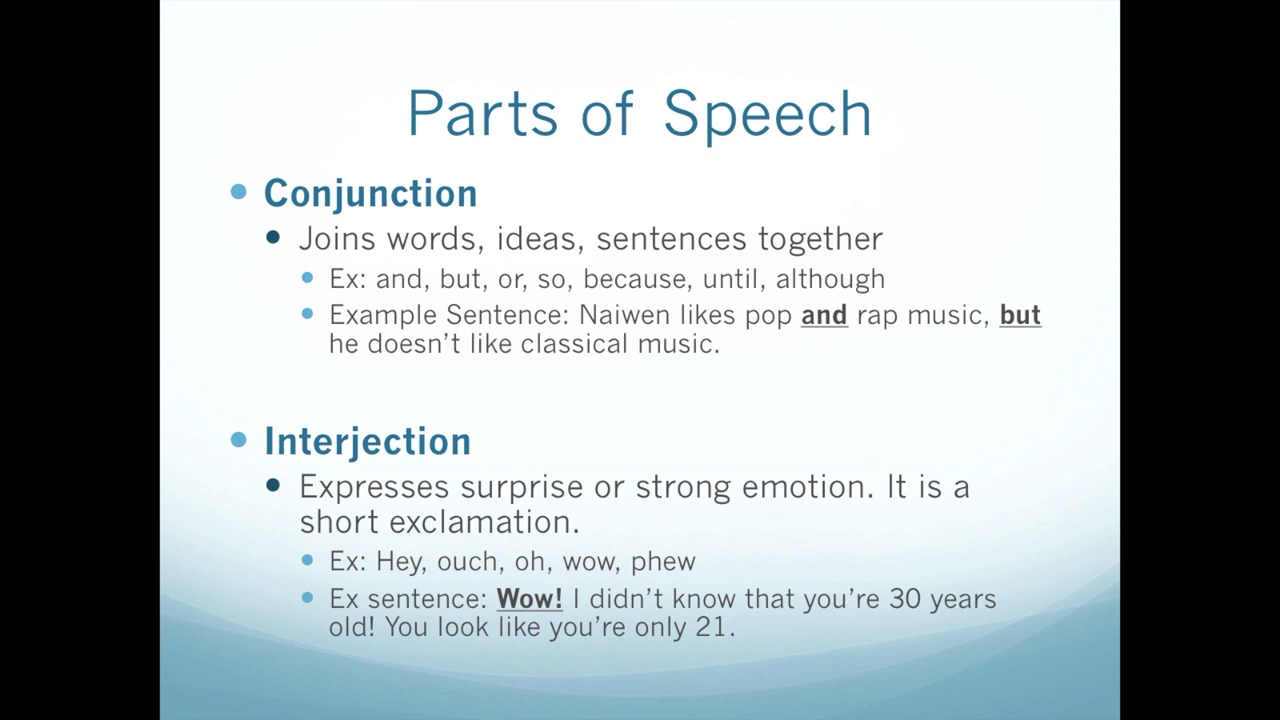 Parts of Speech
Conjunction
Joins words, ideas, sentences together
Ex: and, but, or, so, because, until, although
Example Sentence: Naiwen likes pop and rap music, but
he doesn’t like classical music.
Interjection
Expresses surprise or strong emotion. It is a
short exclamation.
Ex: Hey, ouch, oh, wow, phew
Ex sentence: Wow! I didn’t know that you’re 30 years
old! You look like you’re only 21.